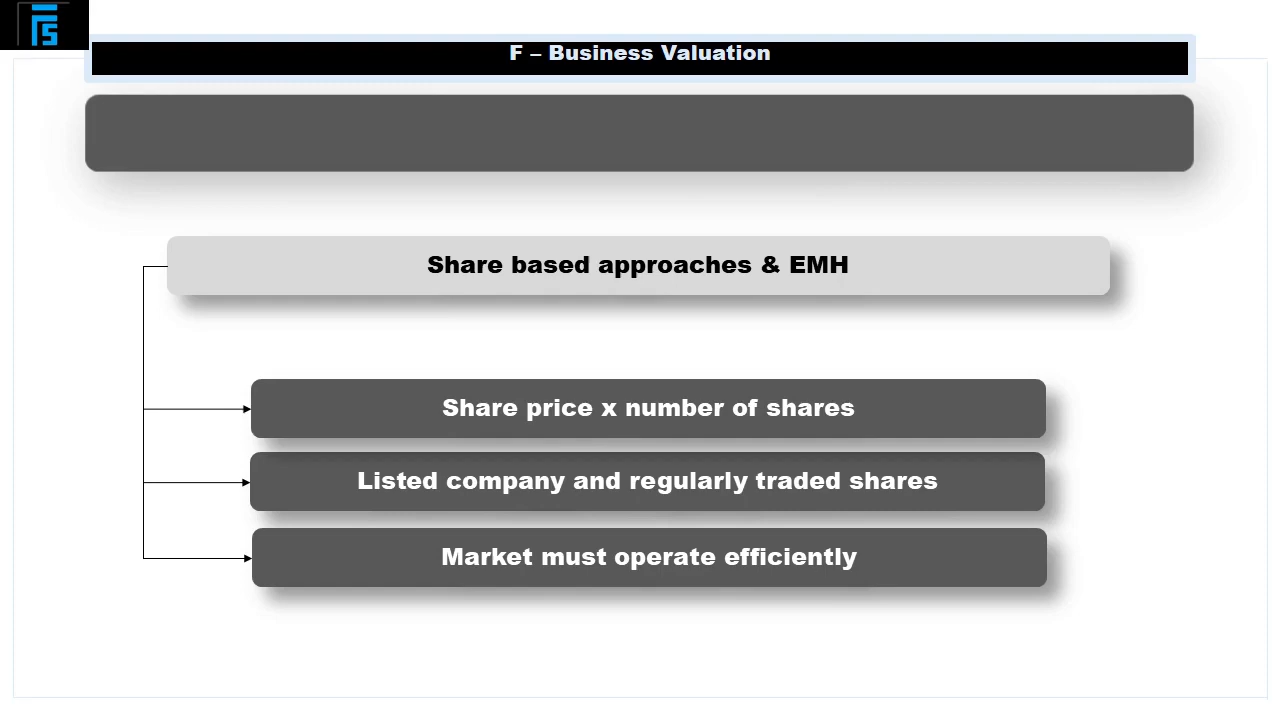 F – Business Valuation
Share based approaches & EMH
Share price x number of shares
Listed company and regularly traded shares
Market must operate efficiently